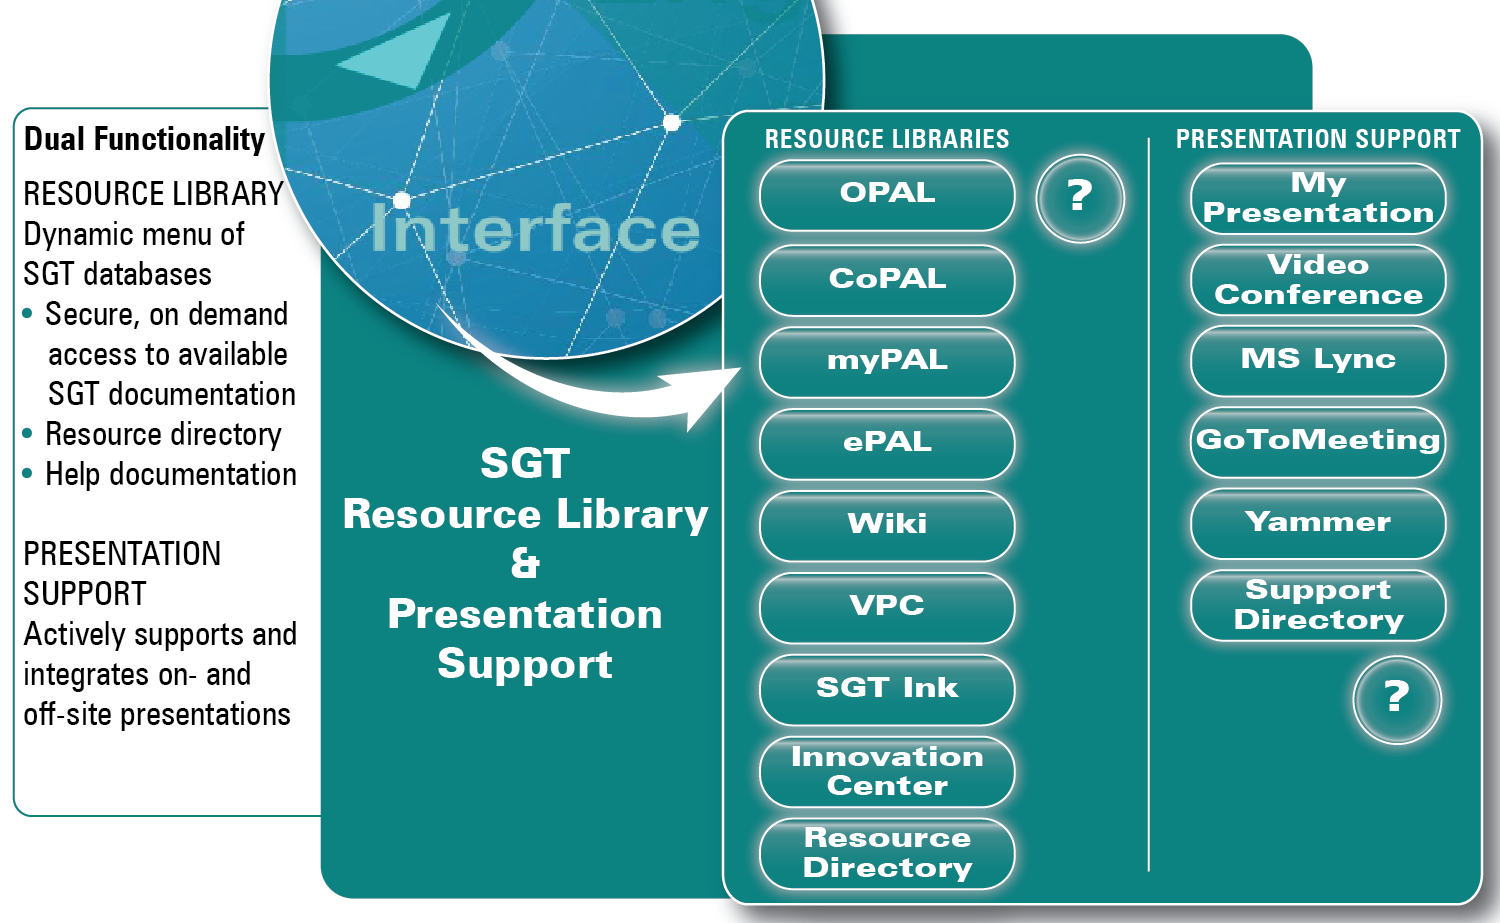 Dual Functionality
RESOURCE LIBRARY
Dynamic menu of
SGT databases
• Secure, on demand
access to available
SGT documentation
• Resource directory
• Help documentation
PRESENTATION
SUPPORT
Actively supports and
integrates on- and
off-site presentations
Interface
SGT
Resource Library
&
Presentation
Support
RESOURCE LIBRARIES
OPAL
?
CoPAL
myPAL
ePAL
Wiki
VPC
SGT Ink
Innovation
Center
Resource
Directory
PRESENTATION SUPPORT
My
Presentation
Video
Conference
MS Lync
GoToMeeting
Yammer
Support
Directory
?